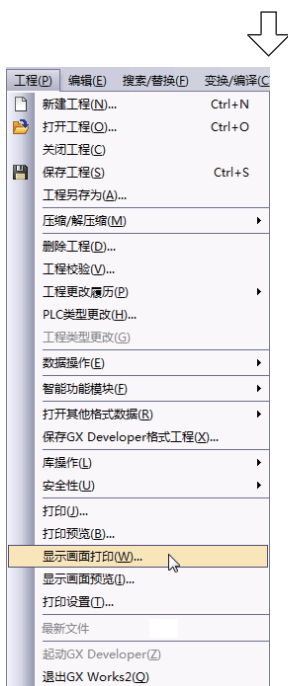 工程(P) 编辑(E) 搜索/替换(F) 变换/编译(C
新建工程(N)... Ctrl+N
打开工程(O)... Ctrl+O
关闭工程(C)
保存工程(S) Ctrl+S
工程另存为(A)...
压缩/解压缩(M)
删除工程(D)...
工程校验(V)...
工程更改履历(P)
PLC类型更改(H)...
工程类型更改(G)
数据操作(E)
智能功能模块(F)
打开其他格式数据(R)
保存GX Developer格式工程(X)...
库操作(L)
安全性(U)
打印(J)...
打印预览(B)...
显示画面打印(W)...
显示画面预览(I)...
打印设置(T)...
最新文件
起动GX Developer(Z)
退出GX Works2(Q)